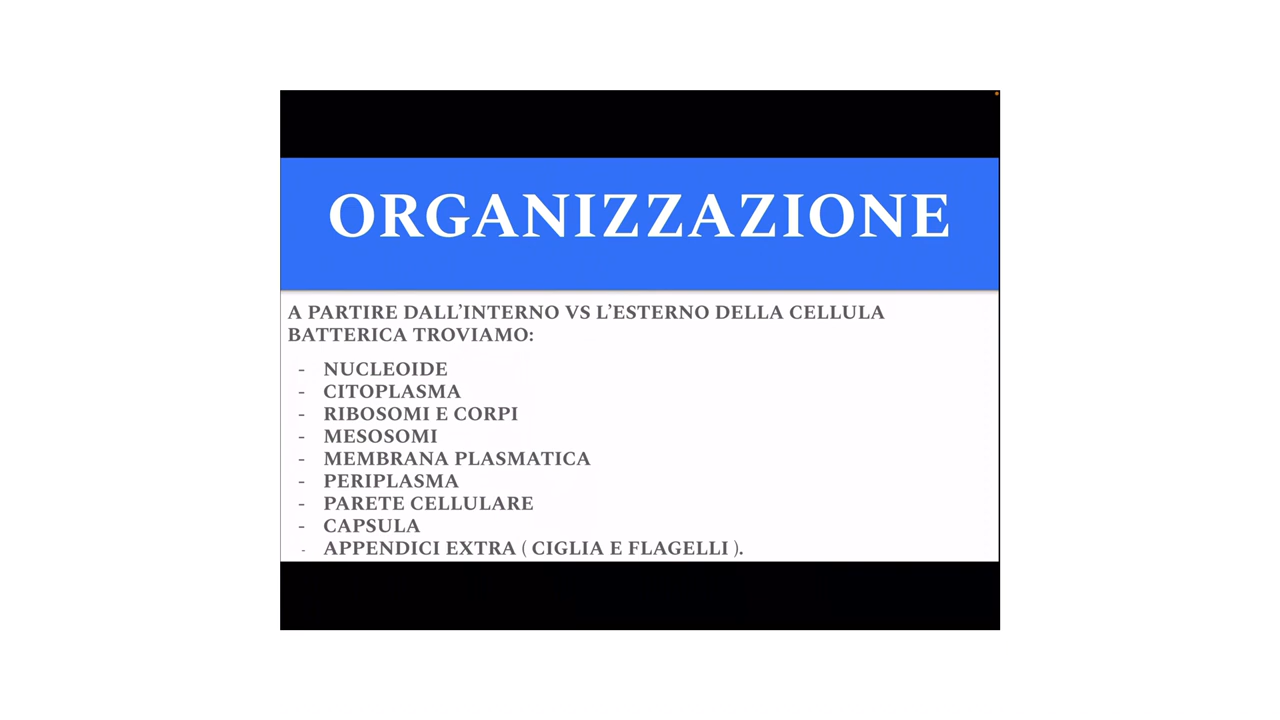 ORGANIZZAZIONE
A PARTIRE DALL’INTERNO VS L’ESTERNO DELLA CELLULA
BATTERICA TROVIAMO:
- NUCLEOIDE
- CITOPLASMA
- RIBOSOMI E CORPI
- MESOSOMI
- MEMBRANA PLASMATICA
- PERIPLASMA
- PARETE CELLULARE
- CAPSULA
- APPENDICI EXTRA ( CIGLIA E FLAGELLI ).